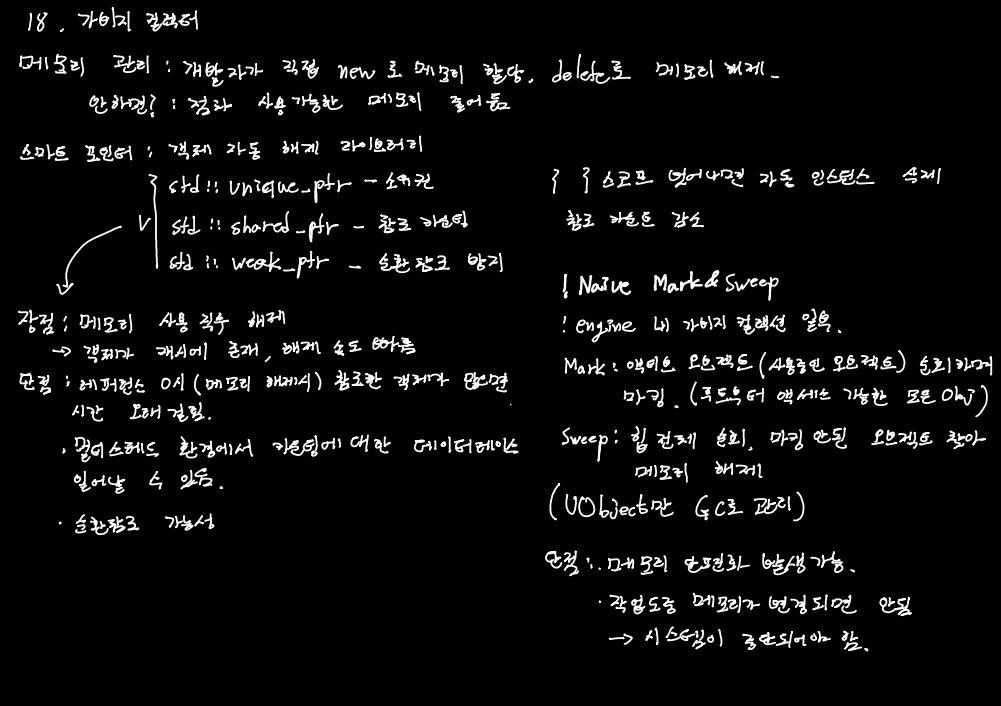 18. 가비지 컬렉터
메모리 관리 : 개발자가 직접 new로 메모리 할당, delete로 메모리 해제
안하면? : 점차 사용가능한 메모리 줄어듦
스마트 포인터 : 객체 자동 해제 라이브러리
std::unique_ptr - 소유권
} } 스코프 벗어나면 자동 인스턴스 삭제
std::shared_ptr - 참조 카운팅
참조 카운트 감소
std::weak_ptr - 순환참조 방지
장점 : 메모리 사용 직후 해제
→ 객체가 캐시에 존재, 해제 속도 빠름
단점 : 레퍼런스 0시 (메모리 해제시) 참조한 객체가 많으면
시간 오래걸림.
· 멀티스레드 환경에서 카운팅에 대한 데이터레이스
일어날 수 있음.
· 순환참조 가능성
! Naive Mark & Sweep
! engine 내 가비지 컬렉션 일부.
Mark : 액티브 오브젝트 (사용중인 오브젝트) 순회하며
마킹. (루트부터 액세스 가능한 모든 Obj)
Sweep : 힙 전체 순회, 마킹 안된 오브젝트 찾아
메모리 해제
(UObject만 GC로 관리)
단점 : · 메모리 단편화 발생가능.
· 작업도중 메모리가 변경되면 안됨
→ 시스템이 중단되어야 함.